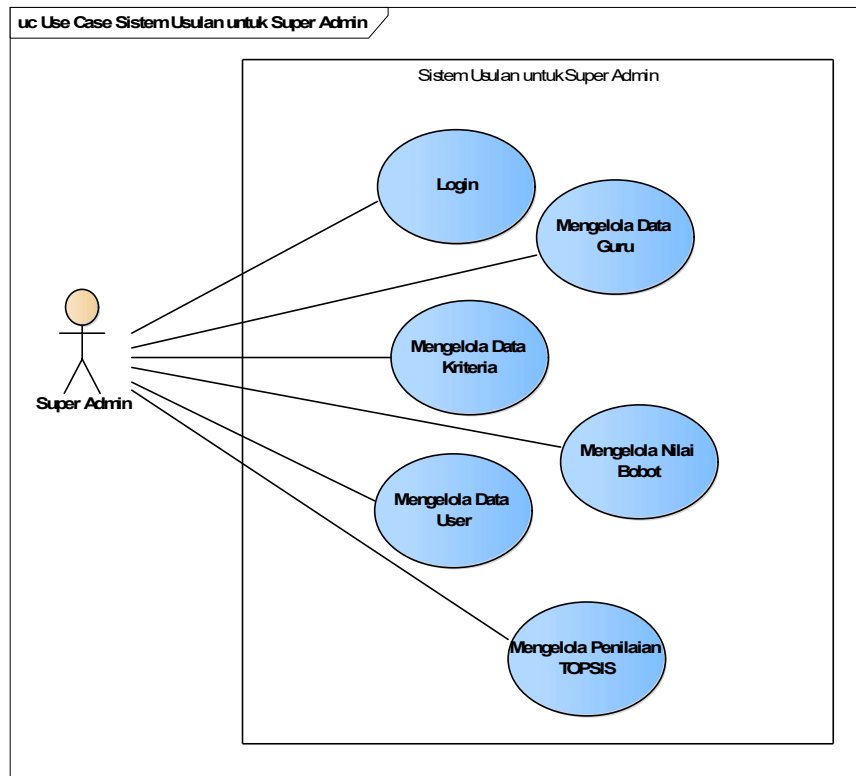 uc Use Case Sistem Usulan untuk Super Admin
Sistem Usulan untuk Super Admin
Login
Mengelola Data
Guru
Mengelola Data
Kriteria
Super Admin
Mengelola Nilai
Bobot
Mengelola Data
User
Mengelola Penilaian
TOPSIS